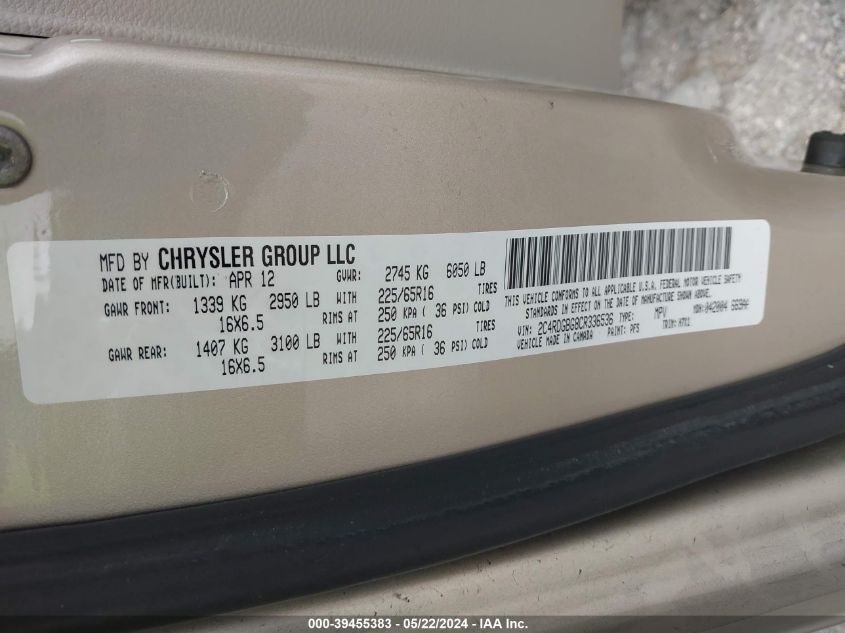 MFD BY CHRYSLER GROUP LLC
DATE OF MFR(BUILT): APR 12 GVWR: 2745 KG 6050 LB
GAWR FRONT: 1339 KG 2950 LB WITH 225/65R16 TIRES
16X6.5 RIMS AT 250 KPA ( 36 PSI) COLD
GAWR REAR: 1407 KG 3100 LB WITH 225/65R16 TIRES
16X6.5 RIMS AT 250 KPA ( 36 PSI) COLD
THIS VEHICLE CONFORMS TO ALL APPLICABLE U.S.A. FEDERAL MOTOR VEHICLE SAFETY
STANDARDS IN EFFECT ON THE DATE OF MANUFACTURE SHOWN ABOVE.
VIN: 2C4RDGBG8CR336536 TYPE: MPV MDH: 042004
VEHICLE MADE IN CANADA PAINT: PFS TRIM:
000-39455383 - 05/22/2024 - IAA Inc.